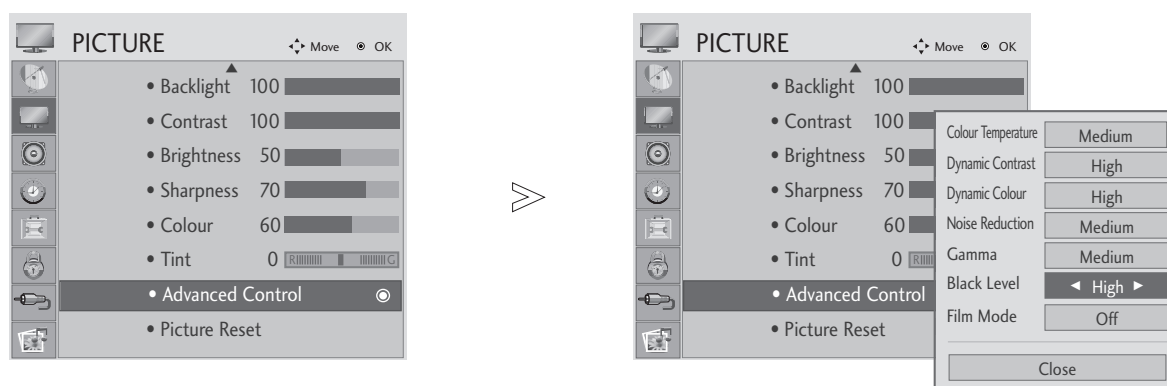 PICTURE
Move OK
• Backlight 100
• Contrast 100
• Brightness 50
• Sharpness 70
• Colour 60
• Tint 0 R G
• Advanced Control
• Picture Reset
PICTURE
Move OK
• Backlight 100
• Contrast 100
• Brightness 50
• Sharpness 70
• Colour 60
• Tint 0 R
• Advanced Control
• Picture Reset
Colour Temperature Medium
Dynamic Contrast High
Dynamic Colour High
Noise Reduction Medium
Gamma Medium
Black Level ◄ High ►
Film Mode Off
Close